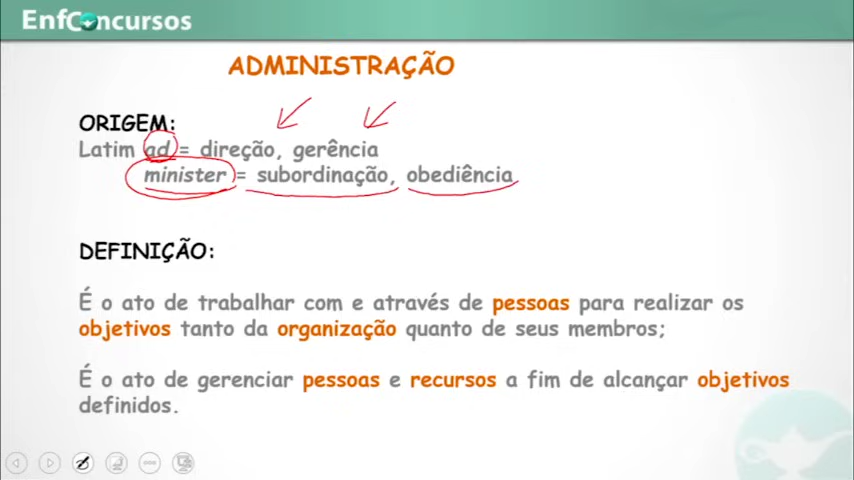 EnfConcursos
ADMINISTRAÇÃO
ORIGEM:
Latim ad = direção, gerência
minister = subordinação, obediência
DEFINIÇÃO:
É o ato de trabalhar com e através de pessoas para realizar os
objetivos tanto da organização quanto de seus membros;
É o ato de gerenciar pessoas e recursos a fim de alcançar objetivos
definidos.